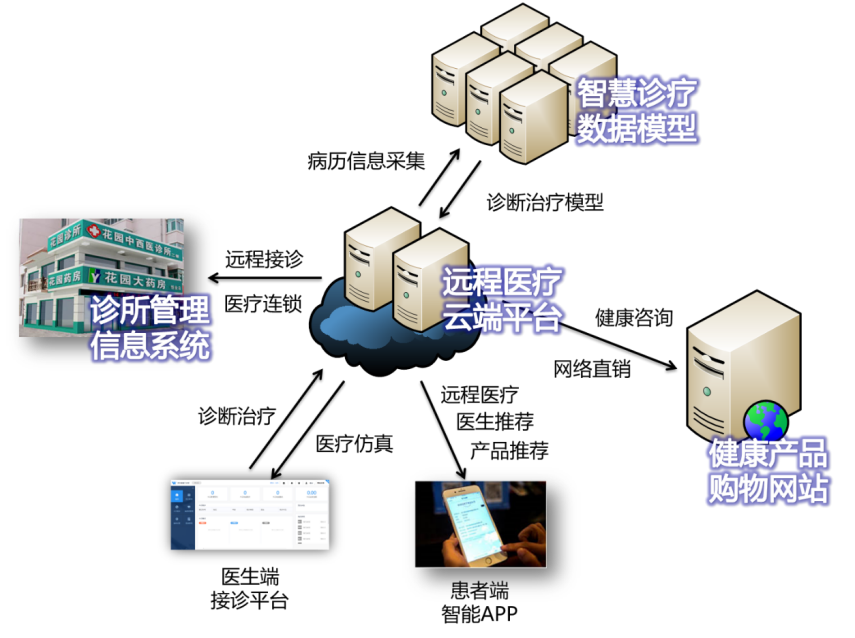 智慧诊疗
数据模型
病历信息采集
诊断治疗模型
花园诊所
花园中西医诊所
花园药房
花园大药房
远程接诊
医疗连锁
诊所管理
信息系统
远程医疗
云端平台
健康咨询
网络直销
健康产品
购物网站
诊断治疗
医疗仿真
远程医疗
医生推荐
产品推荐
医生端
接诊平台
患者端
智能APP